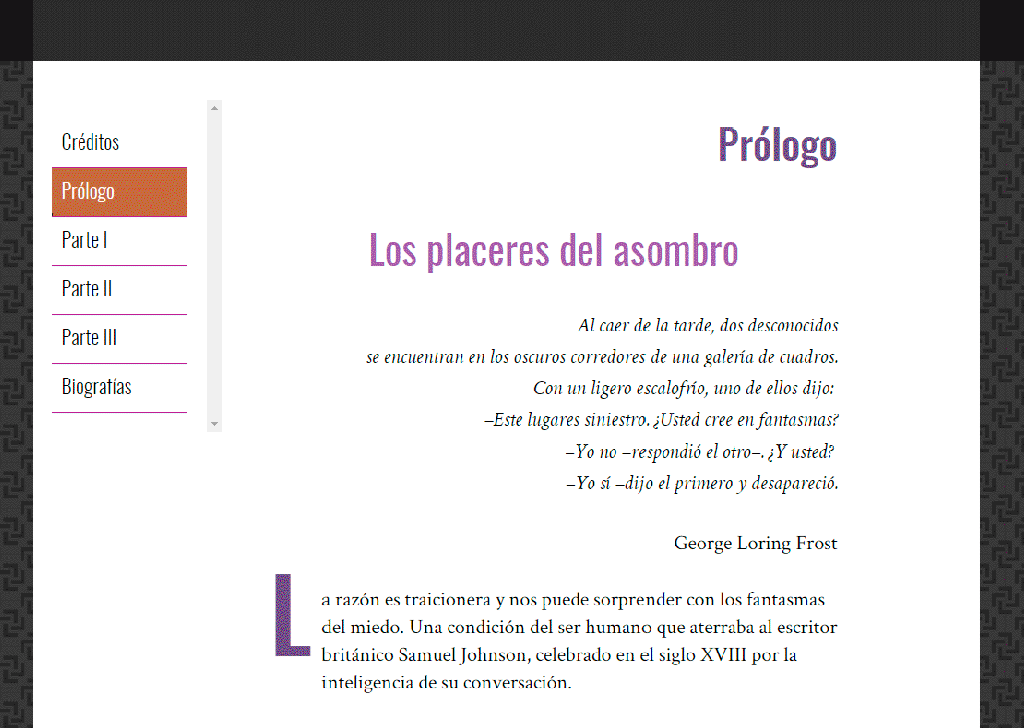 Créditos
Prólogo
Parte I
Parte II
Parte III
Biografías
Prólogo
Los placeres del asombro
Al caer de la tarde, dos desconocidos
se encuentran en los oscuros corredores de una galería de cuadros.
Con un ligero escalofrío, uno de ellos dijo:
–Este lugares siniestro. ¿Usted cree en fantasmas?
–Yo no –respondió el otro–. ¿Y usted?
–Yo sí –dijo el primero y desapareció.
George Loring Frost
La razón es traicionera y nos puede sorprender con los fantasmas
del miedo. Una condición del ser humano que aterraba al escritor
británico Samuel Johnson, celebrado en el siglo XVIII por la
inteligencia de su conversación.